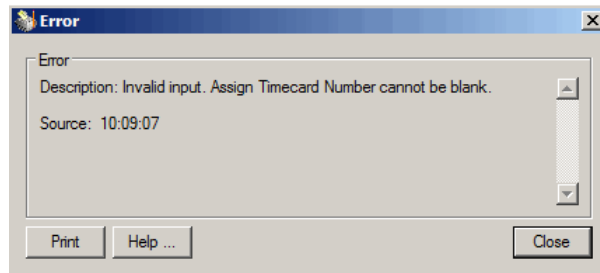 Error
Error
Description: Invalid input. Assign Timecard Number cannot be blank.
Source: 10:09:07
Print
Help ...
Close